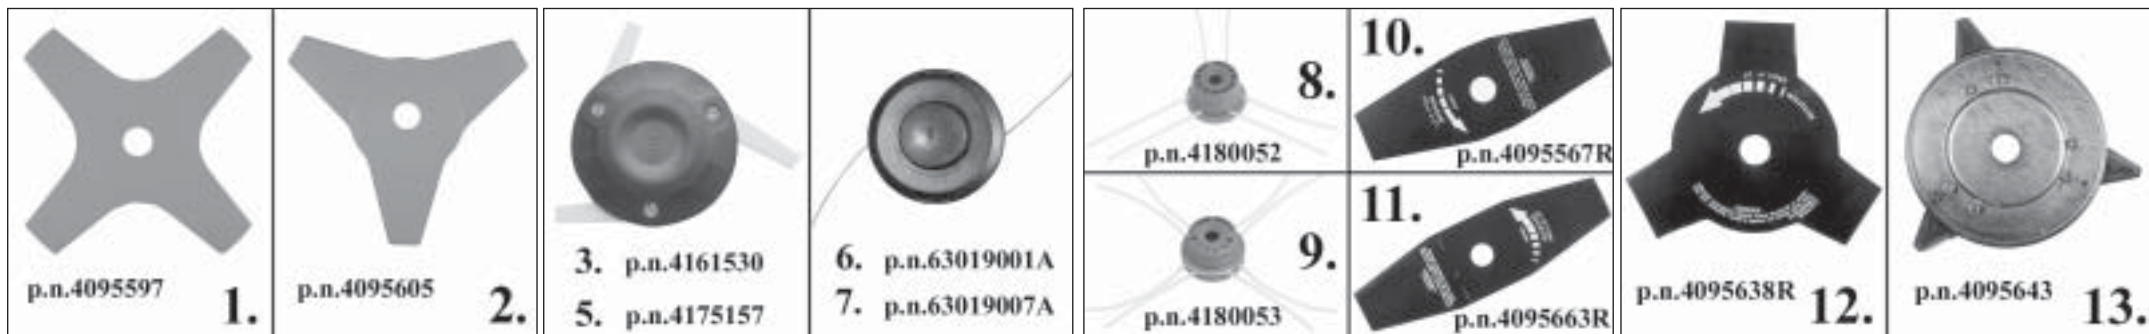 p.n.4095597
1.
p.n.4095605
2.
3. p.n.4161530
5. p.n.4175157
6. p.n.63019001A
7. p.n.63019007A
8.
p.n.4180052
9.
p.n.4180053
10.
p.n.4095567R
11.
p.n.4095663R
p.n.4095638R
12.
p.n.4095643
13.